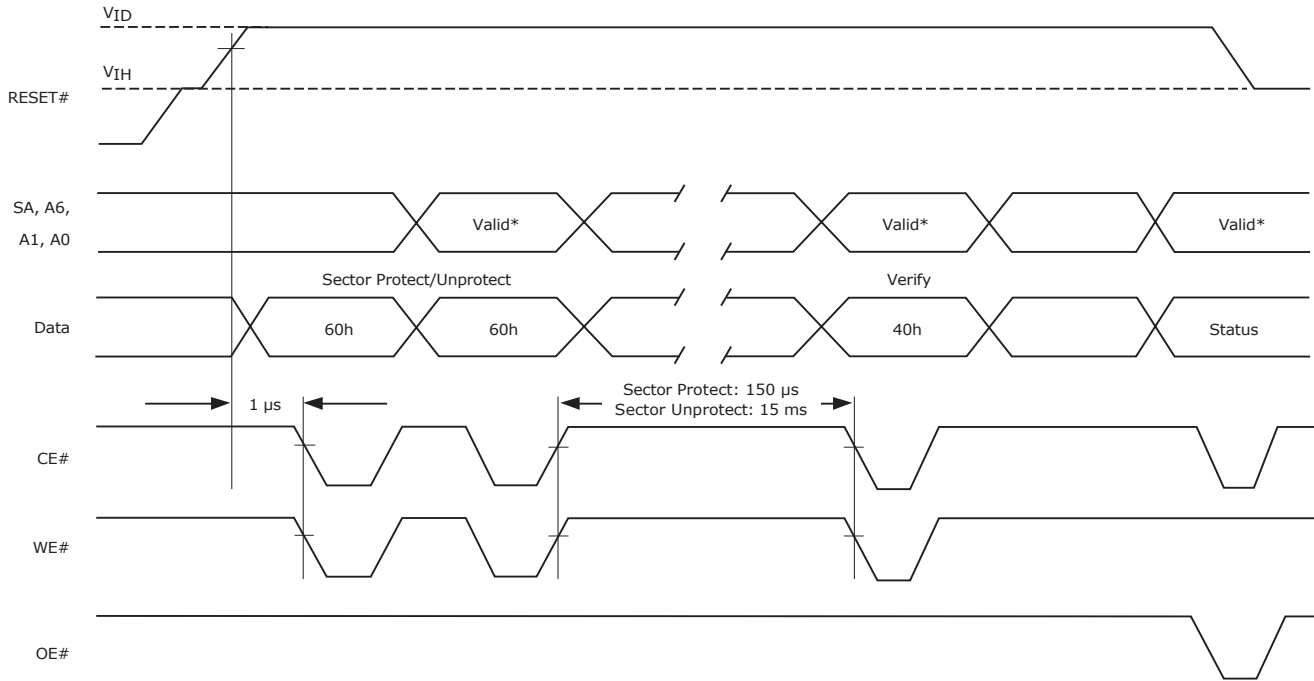 VID
VIH
RESET#
SA, A6,
A1, A0
Valid*
Valid*
Valid*
Sector Protect/Unprotect
Verify
Data
60h
60h
40h
Status
1 µs
Sector Protect: 150 µs
Sector Unprotect: 15 ms
CE#
WE#
OE#